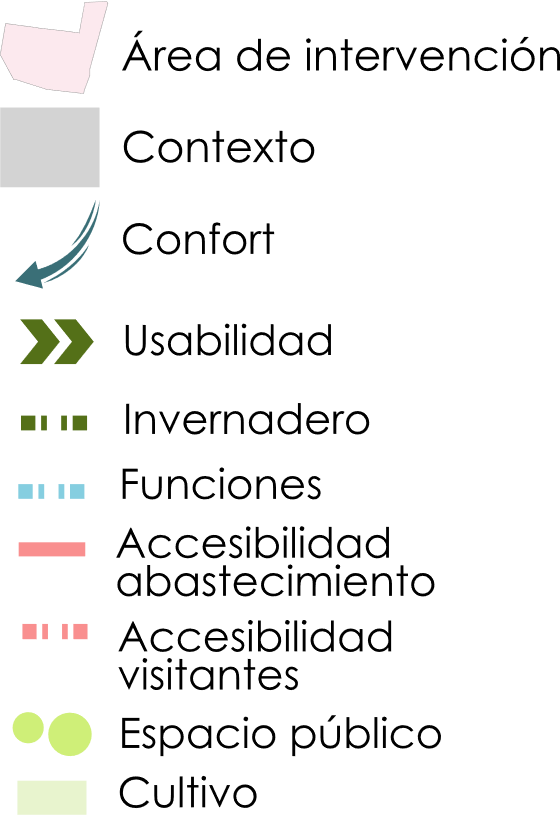 Área de intervención
Contexto
Confort
Usabilidad
Invernadero
Funciones
Accesibilidad
abastecimiento
Accesibilidad
visitantes
Espacio público
Cultivo